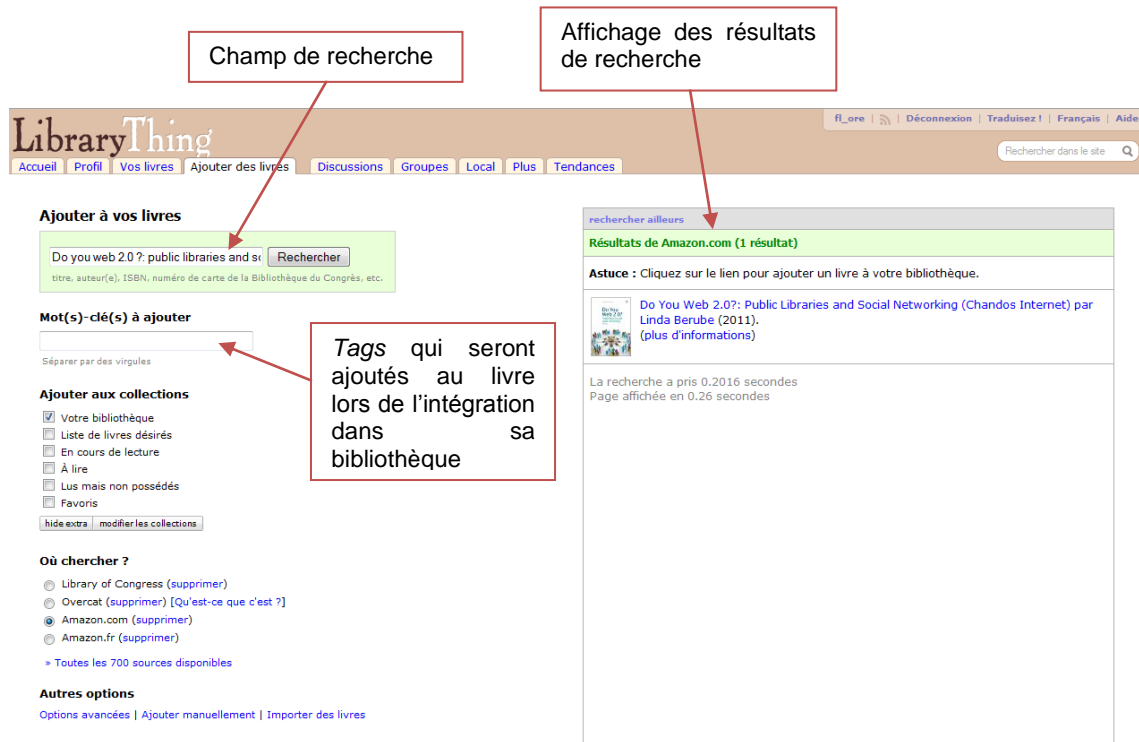 Champ de recherche
Affichage des résultats
de recherche
LibraryThing
fl_ore | Déconnexion | Traduisez ! | Français | Aide
Rechercher dans le site
Accueil Profil Vos livres Ajouter des livres Discussions Groupes Local Plus Tendances
Ajouter à vos livres
Do you web 2.0 ?: public libraries and so Rechercher
titre, auteur(e), ISBN, numéro de carte de la Bibliothèque du Congrès, etc.
Mot(s)-clé(s) à ajouter
Séparer par des virgules
Tags qui seront
ajoutés au livre
lors de l'intégration
dans sa
bibliothèque
Ajouter aux collections
Votre bibliothèque
Liste de livres désirés
En cours de lecture
À lire
Lus mais non possédés
Favoris
hide extra modifier les collections
Où chercher ?
Library of Congress (supprimer)
Overcat (supprimer) [Qu'est-ce que c'est ?]
Amazon.com (supprimer)
Amazon.fr (supprimer)
» Toutes les 700 sources disponibles
Autres options
Options avancées | Ajouter manuellement | Importer des livres
rechercher ailleurs
Résultats de Amazon.com (1 résultat)
Astuce : Cliquez sur le lien pour ajouter un livre à votre bibliothèque.
Do You
Web 2.0?
Do You Web 2.0?: Public Libraries and Social Networking (Chandos Internet) par
Linda Berube (2011).
(plus d'informations)
La recherche a pris 0.2016 secondes
Page affichée en 0.26 secondes